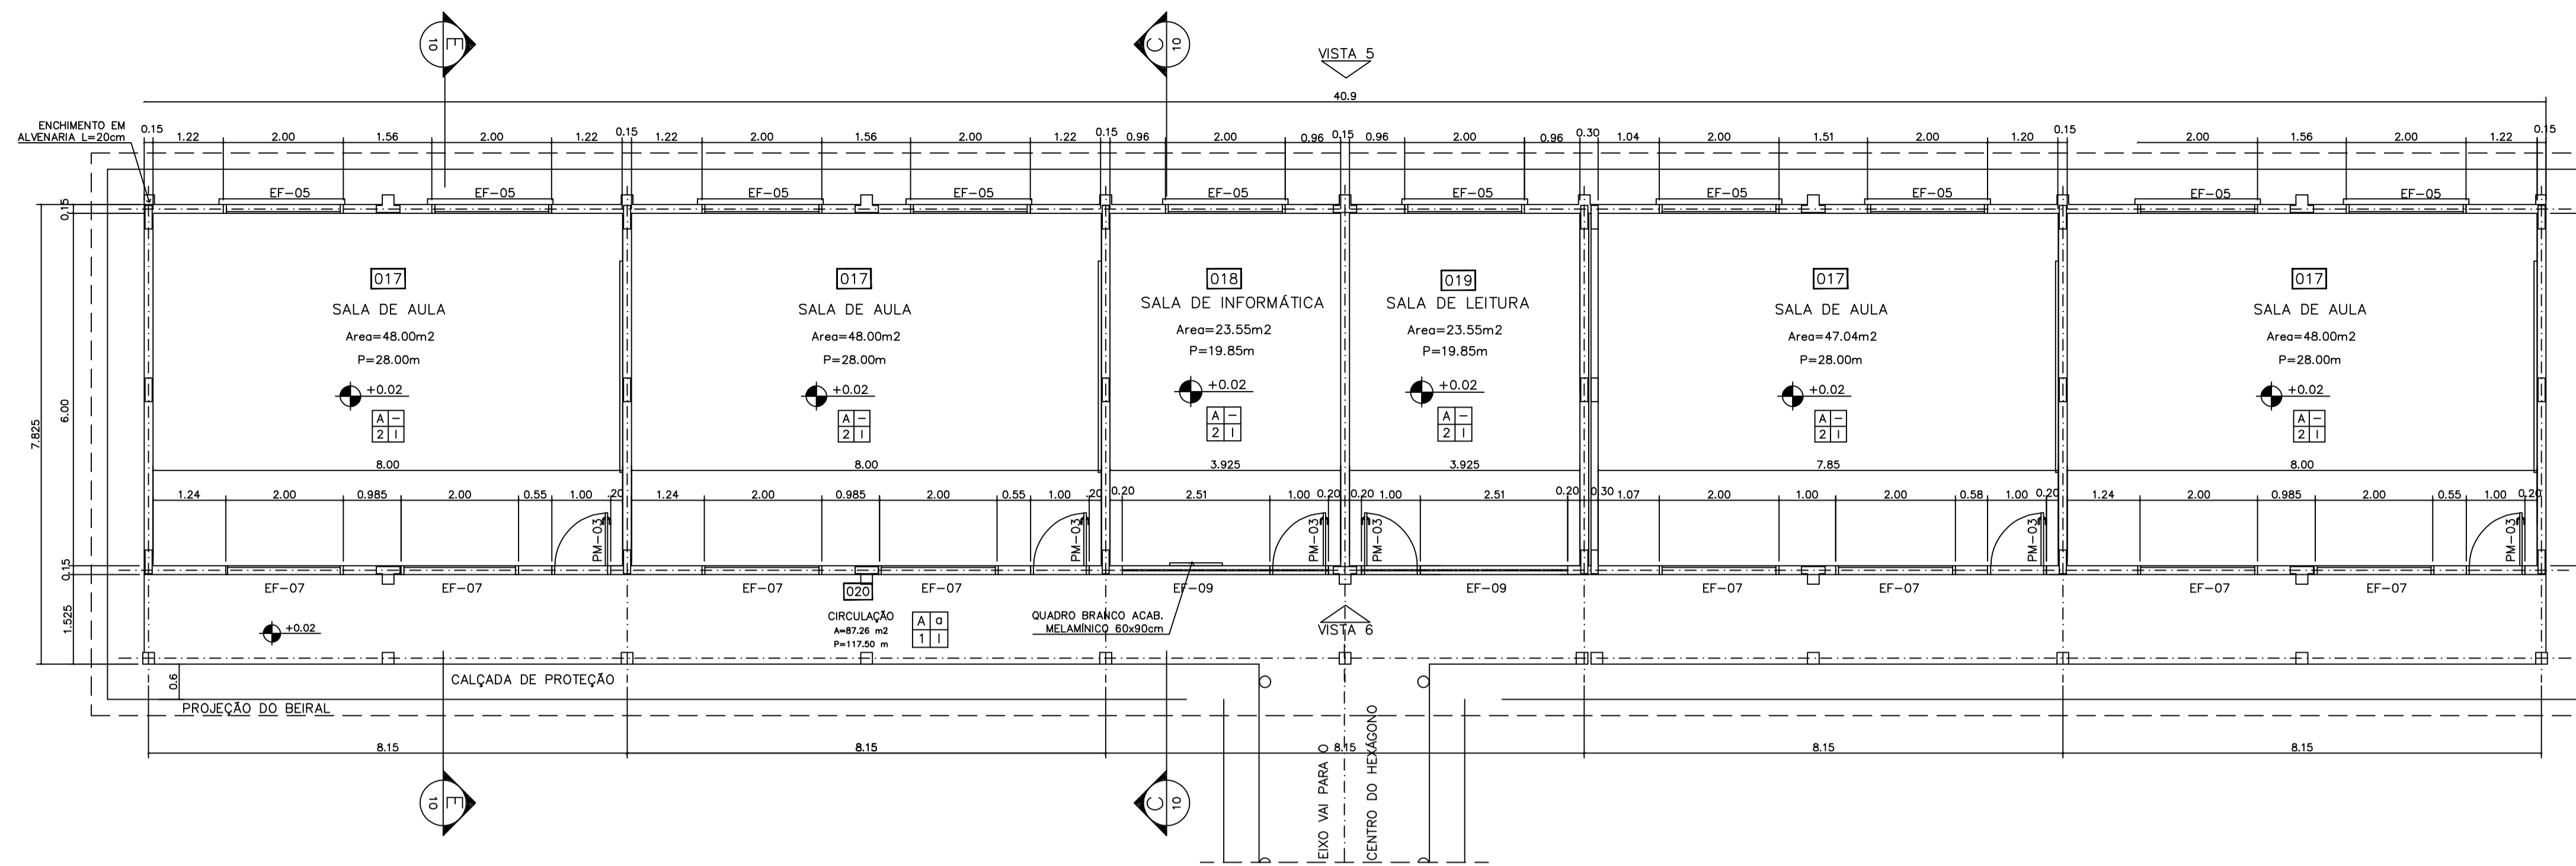 E
10
C
10
VISTA 5
40.9
ENCHIMENTO EM
ALVENARIA L=20cm
0.15 1.22 2.00 1.56 2.00 1.22 0.15 1.22 2.00 1.56 2.00 1.22 0.15 0.96 2.00 0.96 0.15 0.96 2.00 0.96 0.30 1.04 2.00 1.51 2.00 1.20 0.15 2.00 1.56 2.00 1.22 0.15
EF-05 EF-05 EF-05 EF-05 EF-05 EF-05 EF-05 EF-05 EF-05 EF-05
0.15
6.00
7.825
0.15
1.525
017
SALA DE AULA
Area=48.00m2
P=28.00m
+0.02
A -
2 I
017
SALA DE AULA
Area=48.00m2
P=28.00m
+0.02
A -
2 I
018
SALA DE INFORMÁTICA
Area=23.55m2
P=19.85m
+0.02
A -
2 I
019
SALA DE LEITURA
Area=23.55m2
P=19.85m
+0.02
A -
2 I
017
SALA DE AULA
Area=47.04m2
P=28.00m
+0.02
A -
2 I
017
SALA DE AULA
Area=48.00m2
P=28.00m
+0.02
A -
2 I
8.00 8.00 3.925 3.925 7.85 8.00
1.24 2.00 0.985 2.00 0.55 1.00 .20 1.24 2.00 0.985 2.00 0.55 1.00 .20 0.20 2.51 1.00 0.20 0.20 1.00 2.51 0.20 0.30 1.07 2.00 1.00 2.00 0.58 1.00 0.20 1.24 2.00 0.985 2.00 0.55 1.00 0.20
PM-03 PM-03 PM-03 PM-03 PM-03 PM-03
EF-07 EF-07 EF-07 EF-07 EF-09 EF-09 EF-07 EF-07 EF-07 EF-07
020
CIRCULAÇÃO
A=87.26 m2
P=117.50 m
A a
1 I
+0.02
QUADRO BRANCO ACAB.
MELAMÍNICO 60x90cm
VISTA 6
0.6
CALÇADA DE PROTEÇÃO
PROJEÇÃO DO BEIRAL
8.15 8.15 8.15 8.15 8.15
EIXO VAI PARA O
CENTRO DO HEXÁGONO
E
10
C
10